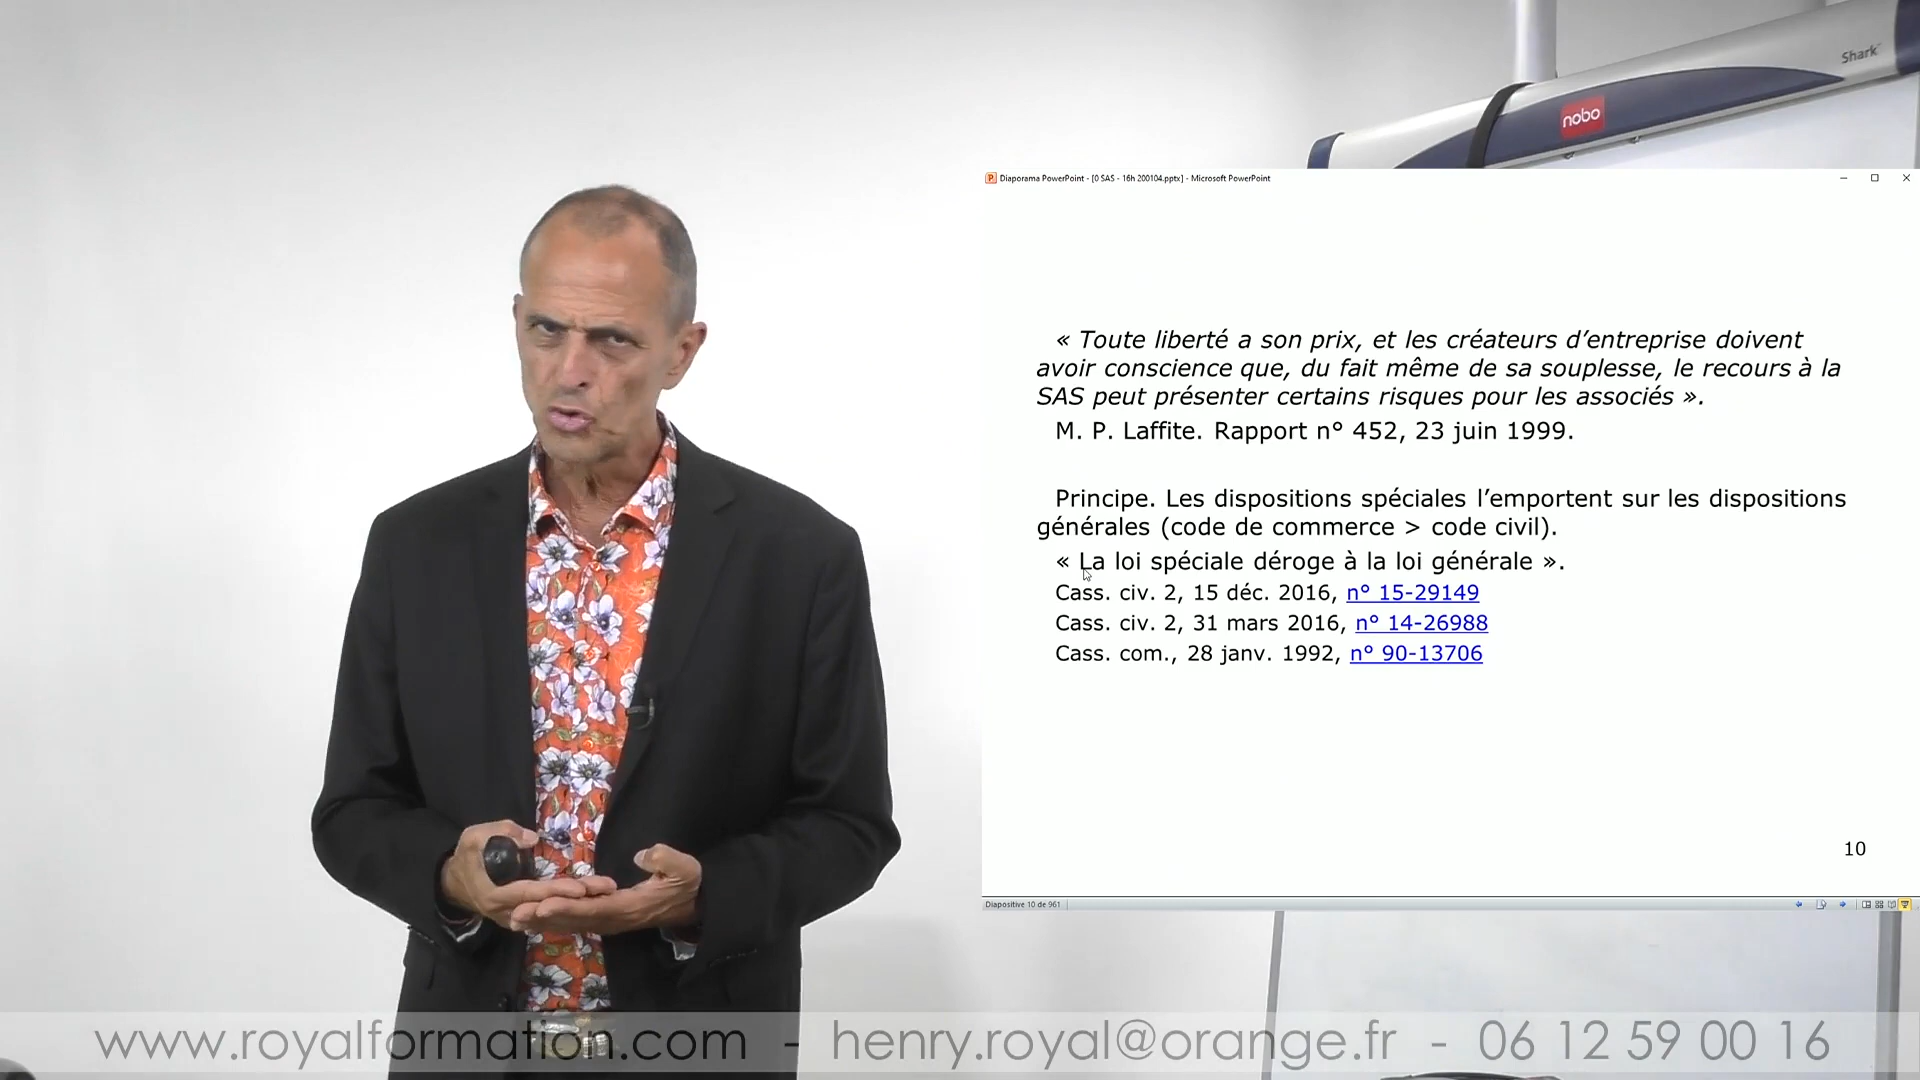 Shark™
nobo
Diaporama PowerPoint - [0 SAS - 16h 200104.pptx] - Microsoft PowerPoint
« Toute liberté a son prix, et les créateurs d’entreprise doivent
avoir conscience que, du fait même de sa souplesse, le recours à la
SAS peut présenter certains risques pour les associés ».
M. P. Laffite. Rapport n° 452, 23 juin 1999.
Principe. Les dispositions spéciales l’emportent sur les dispositions
générales (code de commerce > code civil).
« La loi spéciale déroge à la loi générale ».
Cass. civ. 2, 15 déc. 2016, n° 15-29149
Cass. civ. 2, 31 mars 2016, n° 14-26988
Cass. com., 28 janv. 1992, n° 90-13706
10
Diapositive 10 de 961
www.royalformation.com - henry.royal@orange.fr - 06 12 59 00 16